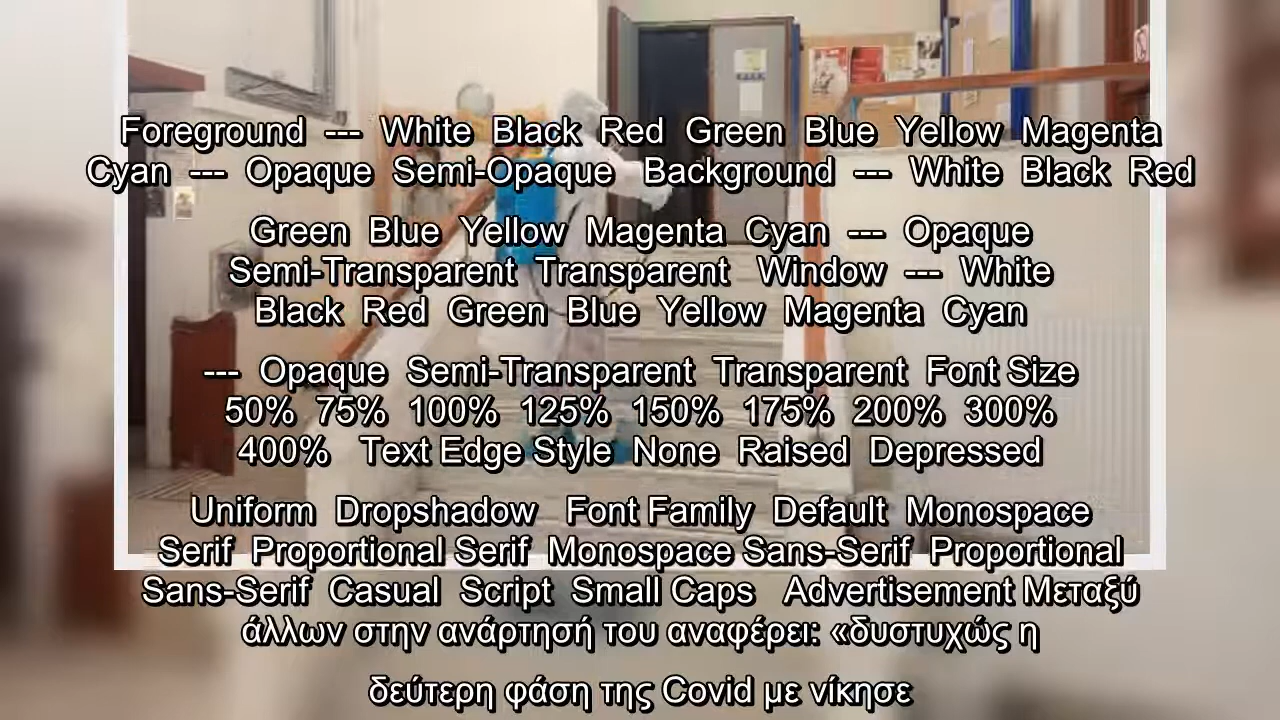 Foreground --- White Black Red Green Blue Yellow Magenta
Cyan --- Opaque Semi-Opaque Background --- White Black Red
Green Blue Yellow Magenta Cyan --- Opaque
Semi-Transparent Transparent Window --- White
Black Red Green Blue Yellow Magenta Cyan
--- Opaque Semi-Transparent Transparent Font Size
50% 75% 100% 125% 150% 175% 200% 300%
400% Text Edge Style None Raised Depressed
Uniform Dropshadow Font Family Default Monospace
Serif Proportional Serif Monospace Sans-Serif Proportional
Sans-Serif Casual Script Small Caps Advertisement Μεταξύ
άλλων στην ανάρτησή του αναφέρει: «δυστυχώς η
δεύτερη φάση της Covid με νίκησε